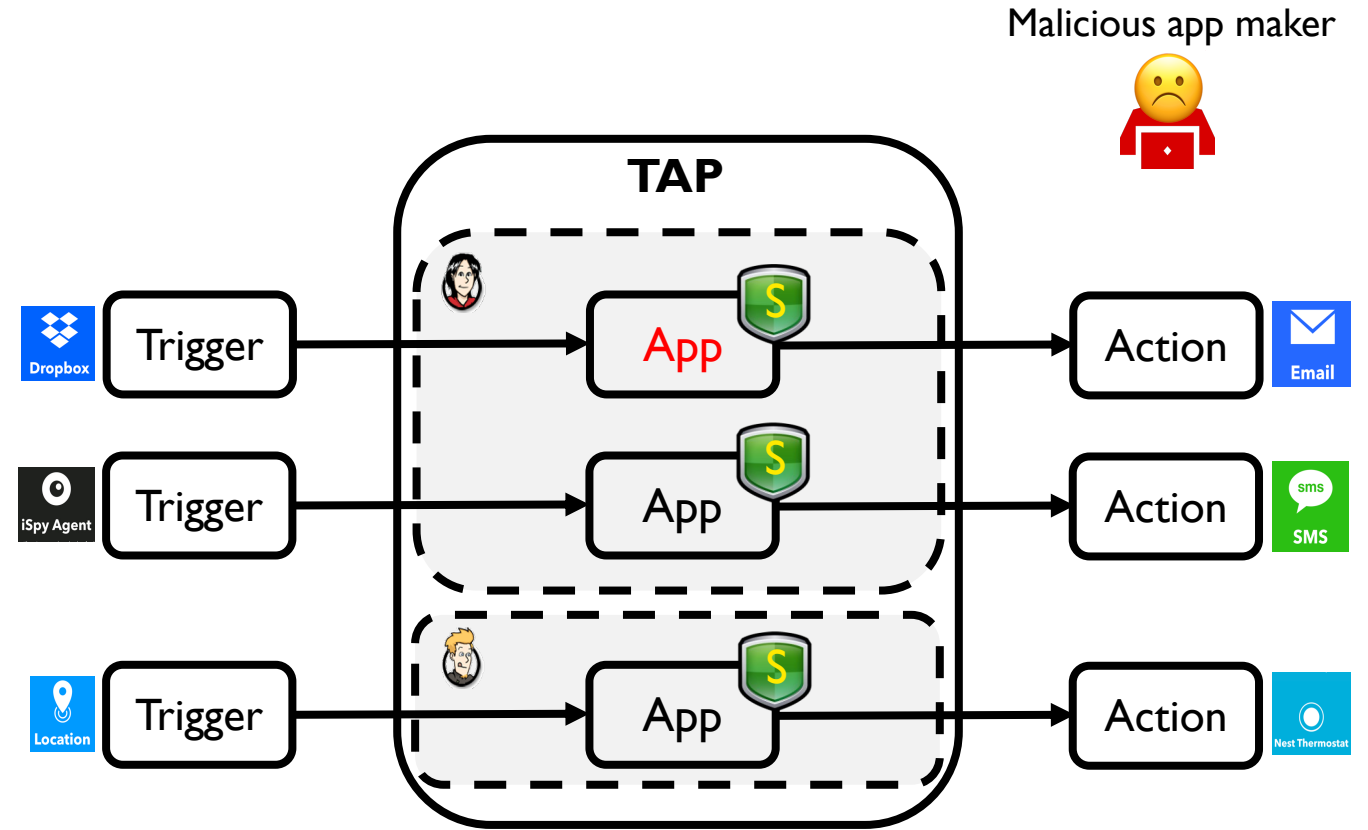 Malicious app maker
TAP
Dropbox
Trigger
App
S
Action
Email
iSpy Agent
Trigger
App
S
Action
sms
SMS
Location
Trigger
App
S
Action
Nest Thermostat